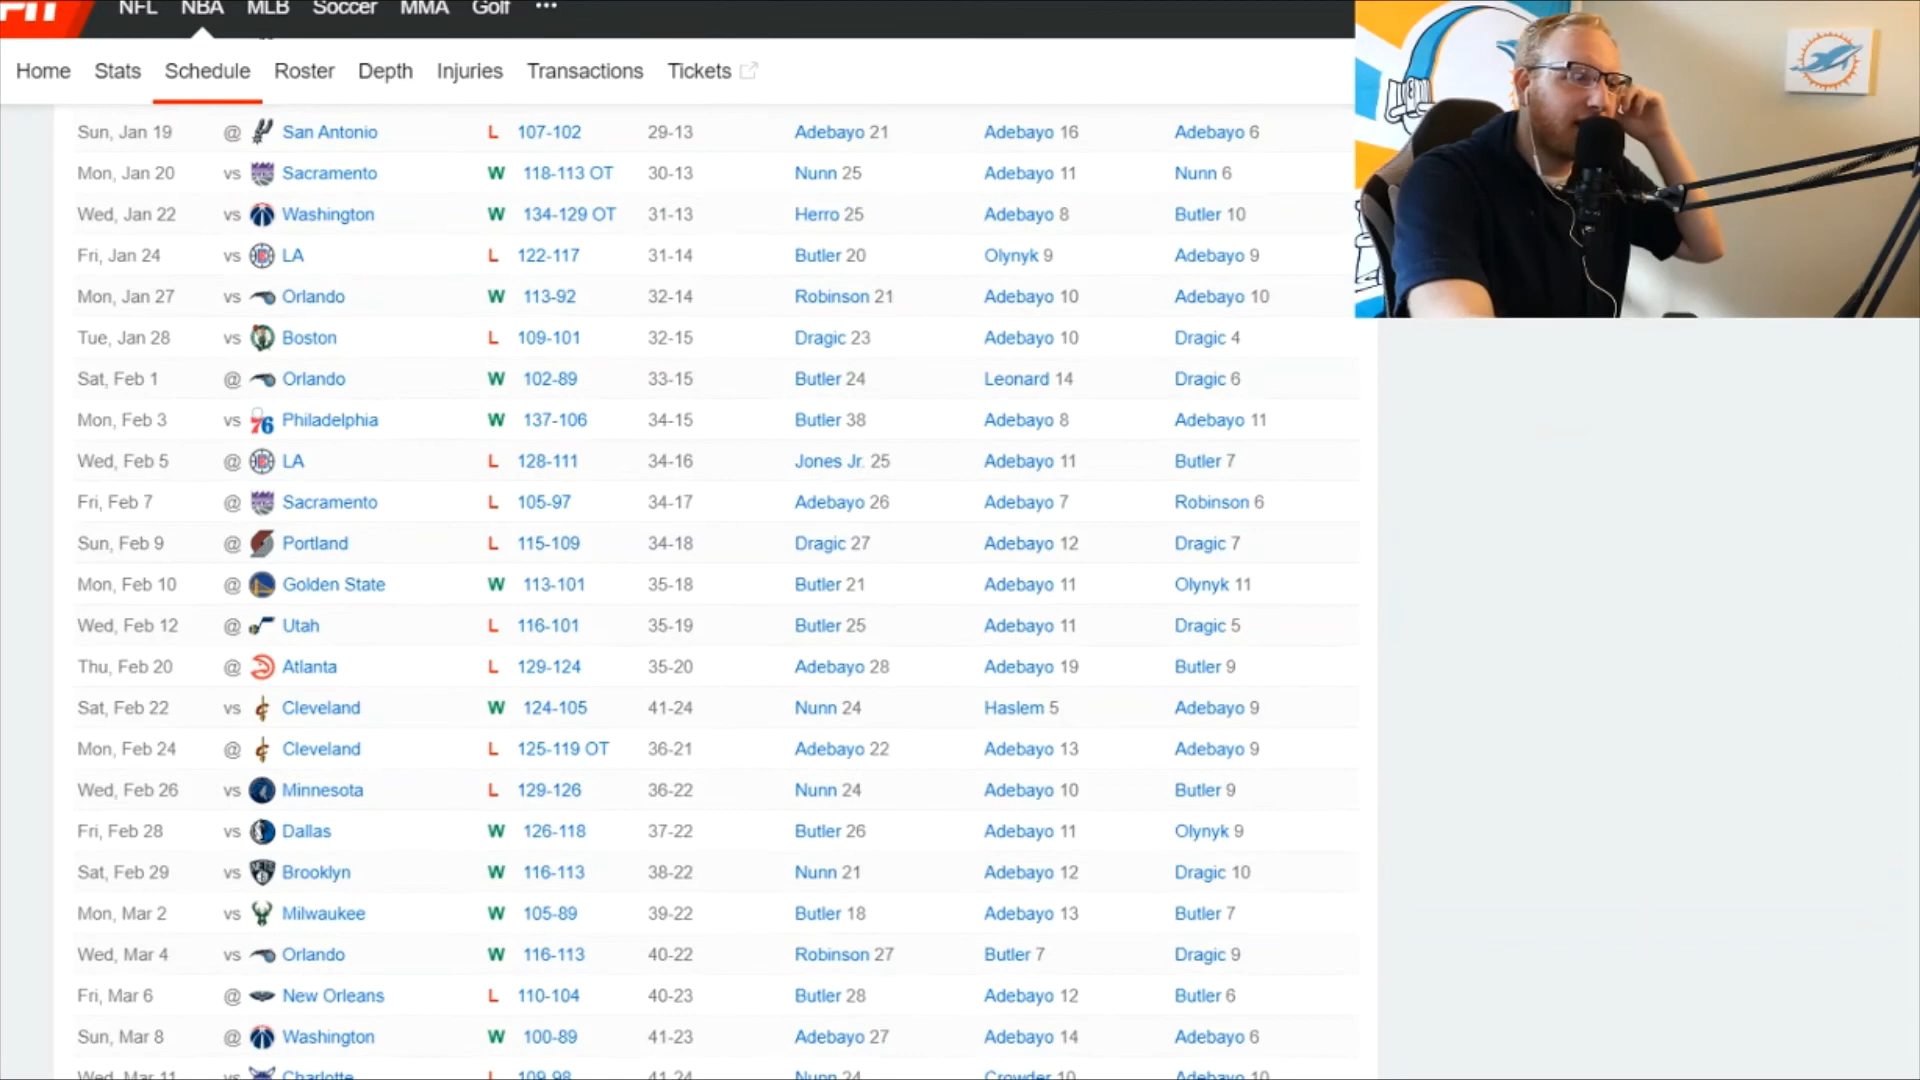 NFL NBA MLB Soccer MMA Golf •••
Home Stats Schedule Roster Depth Injuries Transactions Tickets
Sun, Jan 19 @ San Antonio L 107-102 29-13 Adebayo 21 Adebayo 16 Adebayo 6
Mon, Jan 20 vs Sacramento W 118-113 OT 30-13 Nunn 25 Adebayo 11 Nunn 6
Wed, Jan 22 vs Washington W 134-129 OT 31-13 Herro 25 Adebayo 8 Butler 10
Fri, Jan 24 vs LA L 122-117 31-14 Butler 20 Olynyk 9 Adebayo 9
Mon, Jan 27 vs Orlando W 113-92 32-14 Robinson 21 Adebayo 10 Adebayo 10
Tue, Jan 28 vs Boston L 109-101 32-15 Dragic 23 Adebayo 10 Dragic 4
Sat, Feb 1 @ Orlando W 102-89 33-15 Butler 24 Leonard 14 Dragic 6
Mon, Feb 3 vs 76 Philadelphia W 137-106 34-15 Butler 38 Adebayo 8 Adebayo 11
Wed, Feb 5 @ LA L 128-111 34-16 Jones Jr. 25 Adebayo 11 Butler 7
Fri, Feb 7 @ Sacramento L 105-97 34-17 Adebayo 26 Adebayo 7 Robinson 6
Sun, Feb 9 @ Portland L 115-109 34-18 Dragic 27 Adebayo 12 Dragic 7
Mon, Feb 10 @ Golden State W 113-101 35-18 Butler 21 Adebayo 11 Olynyk 11
Wed, Feb 12 @ Utah L 116-101 35-19 Butler 25 Adebayo 11 Dragic 5
Thu, Feb 20 @ Atlanta L 129-124 35-20 Adebayo 28 Adebayo 19 Butler 9
Sat, Feb 22 vs Cleveland W 124-105 41-24 Nunn 24 Haslem 5 Adebayo 9
Mon, Feb 24 @ Cleveland L 125-119 OT 36-21 Adebayo 22 Adebayo 13 Adebayo 9
Wed, Feb 26 vs Minnesota L 129-126 36-22 Nunn 24 Adebayo 10 Butler 9
Fri, Feb 28 vs Dallas W 126-118 37-22 Butler 26 Adebayo 11 Olynyk 9
Sat, Feb 29 vs Brooklyn W 116-113 38-22 Nunn 21 Adebayo 12 Dragic 10
Mon, Mar 2 vs Milwaukee W 105-89 39-22 Butler 18 Adebayo 13 Butler 7
Wed, Mar 4 vs Orlando W 116-113 40-22 Robinson 27 Butler 7 Dragic 9
Fri, Mar 6 @ New Orleans L 110-104 40-23 Butler 28 Adebayo 12 Butler 6
Sun, Mar 8 @ Washington W 100-89 41-23 Adebayo 27 Adebayo 14 Adebayo 6
Wed, Mar 11 vs Charlotte L 109-98 41-24 Nunn 24 Crowder 10 Adebayo 10